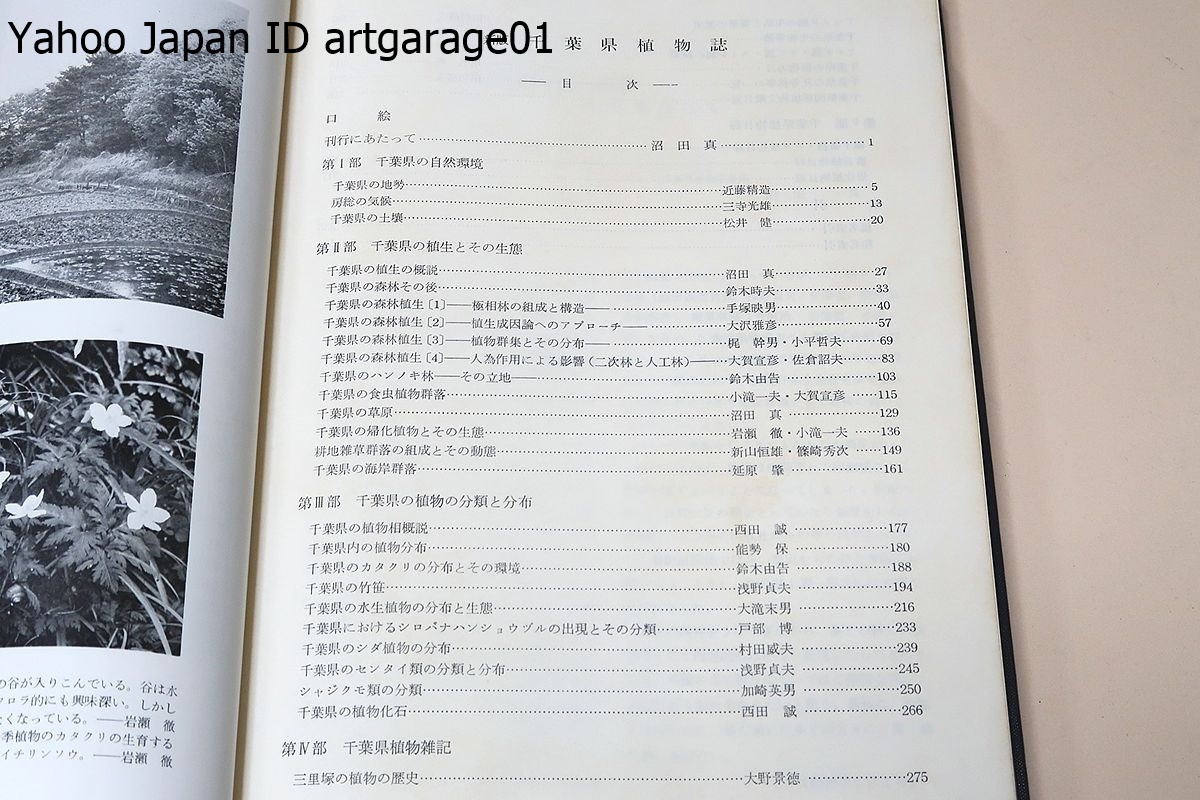 Yahoo Japan ID artgarage01
千葉県植物誌
── 目 次 ──
口 絵
刊行にあたって……沼田 真……1
第Ⅰ部 千葉県の自然環境
千葉県の地勢……近藤精造……5
房総の気候……三寺光雄……13
千葉県の土壌……松井 健……20
第Ⅱ部 千葉県の植生とその生態
千葉県の植生の概説……沼田 真……27
千葉県の森林その後……鈴木時夫……33
千葉県の森林植生〔1〕――極相林の組成と構造――……手塚映男……40
千葉県の森林植生〔2〕――植生成因論へのアプローチ――……大沢雅彦……57
千葉県の森林植生〔3〕――植物群集とその分布――……梶 幹男・小平哲夫……69
千葉県の森林植生〔4〕――人為作用による影響(二次林と人工林)――…大賀宣彦・佐倉詔夫……83
千葉県のハンノキ林――その立地――……鈴木由告……103
千葉県の食虫植物群落……小滝一夫・大賀宣彦……115
千葉県の草原……沼田 真……129
千葉県の帰化植物とその生態……岩瀬 徹・小滝一夫……136
耕地雑草群落の組成とその動態……新山恒雄・篠崎秀次……149
千葉県の海岸群落……延原 肇……161
第Ⅲ部 千葉県の植物の分類と分布
千葉県の植物相概説……西田 誠……177
千葉県内の植物分布……能勢 保……180
千葉県のカタクリの分布とその環境……鈴木由告……188
千葉県の竹笹……浅野貞夫……194
千葉県の水生植物の分布と生態……大滝末男……216
千葉県におけるシロバナハンショウヅルの出現とその分類……戸部 博……233
千葉県のシダ植物の分布……村田威夫……239
千葉県のセンタイ類の分類と分布……浅野貞夫……245
シャジクモ類の分類……加崎英男……250
千葉県の植物化石……西田 誠……266
第Ⅳ部 千葉県植物雑記
三里塚の植物の歴史……大野景徳……275
の谷が入りこんでいる。谷は水
フロラ的にも興味深い。しかし
なくなっている。――岩瀬 徹
季植物のカタクリの生育する
イチリンソウ。――岩瀬 徹